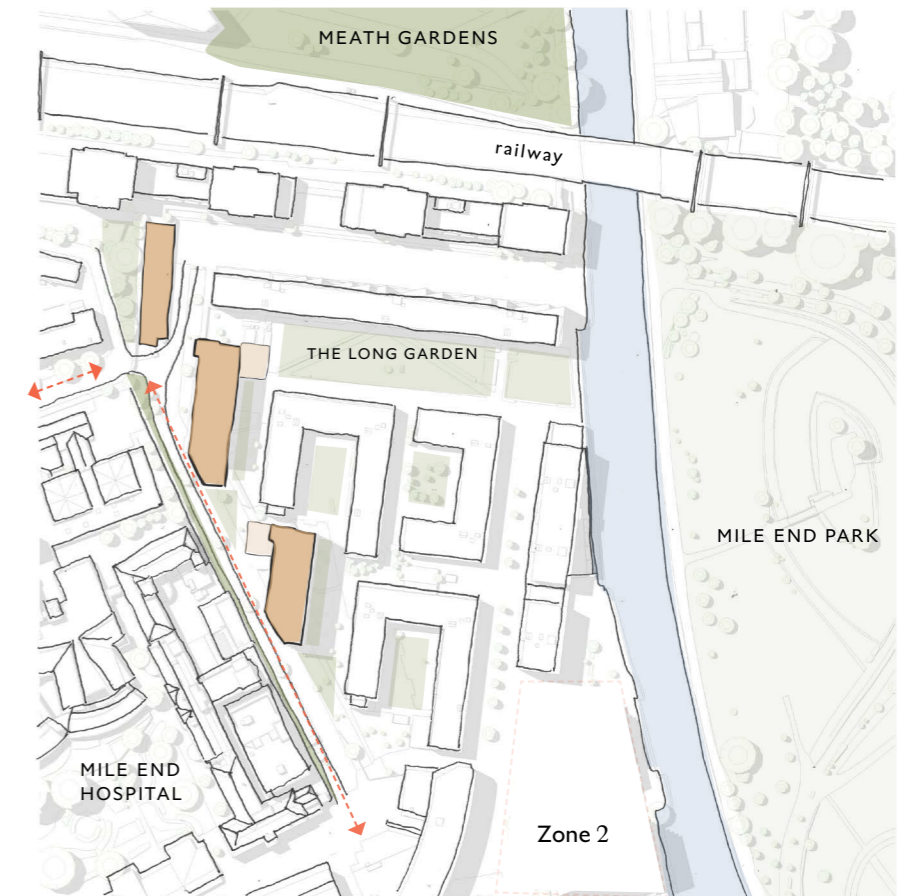 MEATH GARDENS
railway
THE LONG GARDEN
MILE END PARK
MILE END
HOSPITAL
Zone 2